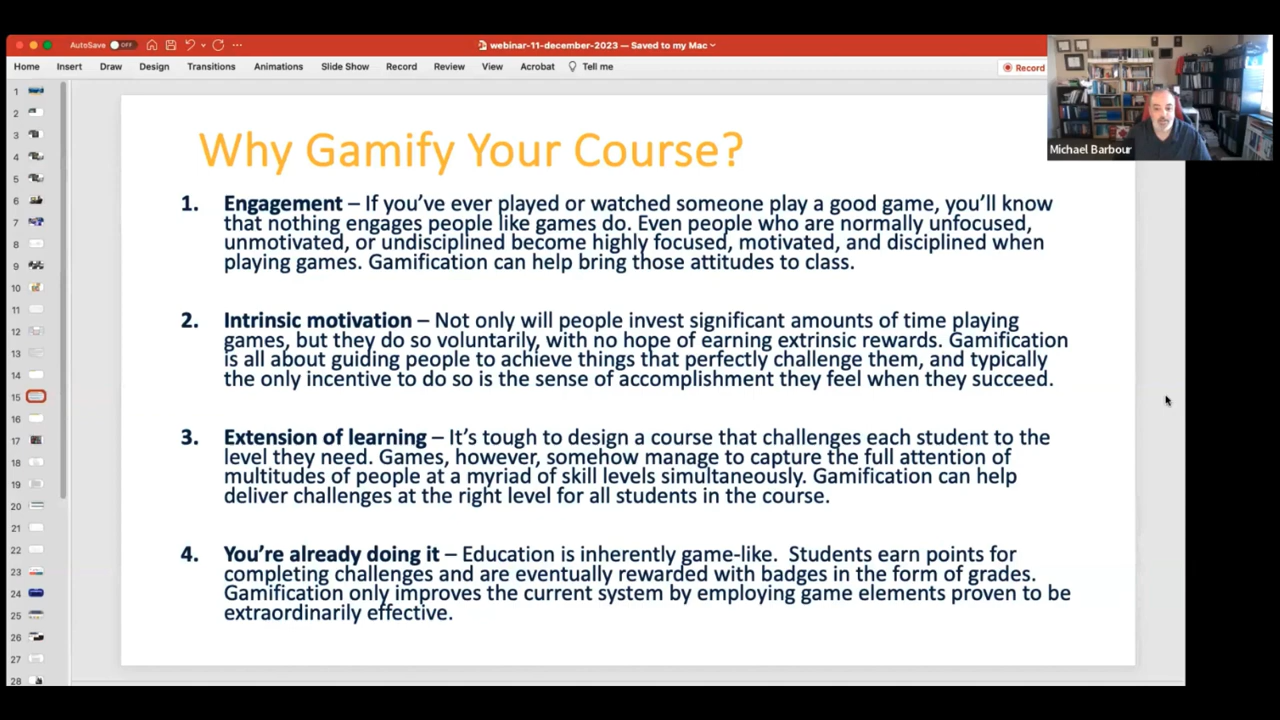 AutoSave OFF
webinar-11-december-2023 — Saved to my Mac
Home Insert Draw Design Transitions Animations Slide Show Record Review View Acrobat Tell me
Record
Michael Barbour
1
2
3
4
5
6
7
8
9
10
11
12
13
14
15
16
17
18
19
20
21
22
23
24
25
26
27
28
Why Gamify Your Course?
1. Engagement – If you've ever played or watched someone play a good game, you'll know
that nothing engages people like games do. Even people who are normally unfocused,
unmotivated, or undisciplined become highly focused, motivated, and disciplined when
playing games. Gamification can help bring those attitudes to class.
2. Intrinsic motivation – Not only will people invest significant amounts of time playing
games, but they do so voluntarily, with no hope of earning extrinsic rewards. Gamification
is all about guiding people to achieve things that perfectly challenge them, and typically
the only incentive to do so is the sense of accomplishment they feel when they succeed.
3. Extension of learning – It's tough to design a course that challenges each student to the
level they need. Games, however, somehow manage to capture the full attention of
multitudes of people at a myriad of skill levels simultaneously. Gamification can help
deliver challenges at the right level for all students in the course.
4. You're already doing it – Education is inherently game-like. Students earn points for
completing challenges and are eventually rewarded with badges in the form of grades.
Gamification only improves the current system by employing game elements proven to be
extraordinarily effective.